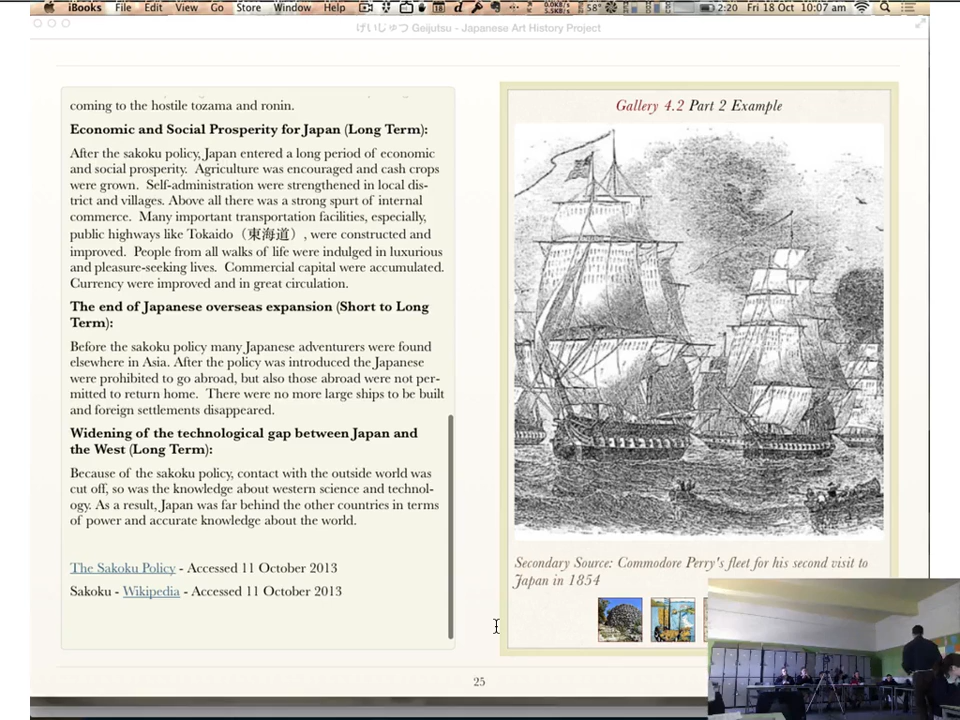 iBooks File Edit View Go Store Window Help 58° 2:20 Fri 18 Oct 10:07 am
げいじゅつ Geijutsu - Japanese Art History Project
coming to the hostile tozama and ronin.
Economic and Social Prosperity for Japan (Long Term):
After the sakoku policy, Japan entered a long period of economic
and social prosperity. Agriculture was encouraged and cash crops
were grown. Self-administration were strengthened in local dis-
trict and villages. Above all there was a strong spurt of internal
commerce. Many important transportation facilities, especially,
public highways like Tokaido（東海道）, were constructed and
improved. People from all walks of life were indulged in luxurious
and pleasure-seeking lives. Commercial capital were accumulated.
Currency were improved and in great circulation.
The end of Japanese overseas expansion (Short to Long
Term):
Before the sakoku policy many Japanese adventurers were found
elsewhere in Asia. After the policy was introduced the Japanese
were prohibited to go abroad, but also those abroad were not per-
mitted to return home. There were no more large ships to be built
and foreign settlements disappeared.
Widening of the technological gap between Japan and
the West (Long Term):
Because of the sakoku policy, contact with the outside world was
cut off, so was the knowledge about western science and technol-
ogy. As a result, Japan was far behind the other countries in terms
of power and accurate knowledge about the world.
The Sakoku Policy - Accessed 11 October 2013
Sakoku - Wikipedia - Accessed 11 October 2013
Gallery 4.2 Part 2 Example
Secondary Source: Commodore Perry's fleet for his second visit to
Japan in 1854
25